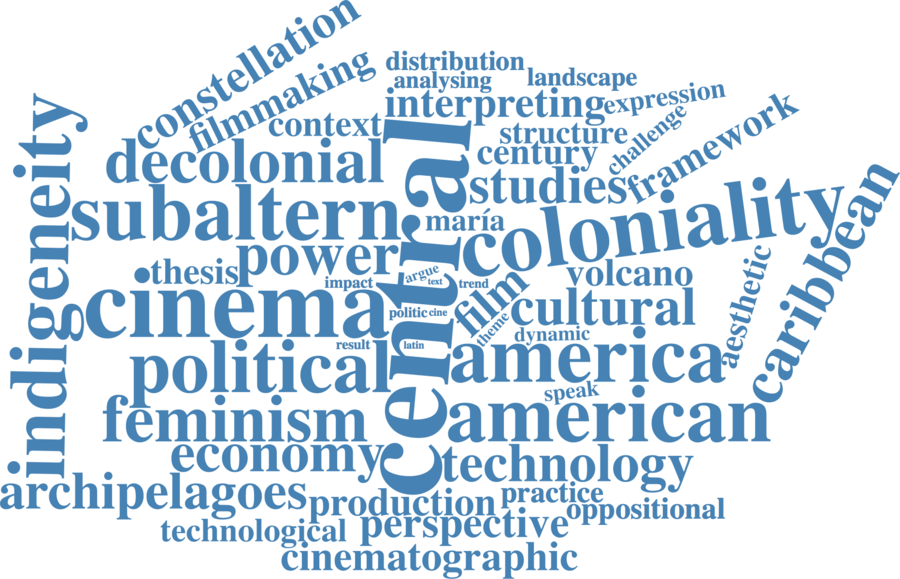 constellation
filmmaking
distribution
analysing
landscape
interpreting
expression
context
structure
challenge
framework
decolonial
century
studies
indigeneity
subaltern
central
maría
coloniality
caribbean
power
thesis
impact
argue
text
trend
volcano
aesthetic
cinema
politic
cine
film
theme
cultural
dynamic
result
latin
political
america
speak
feminism
american
economy
technology
archipelagoes
production
practice
oppositional
technological
perspective
cinematographic